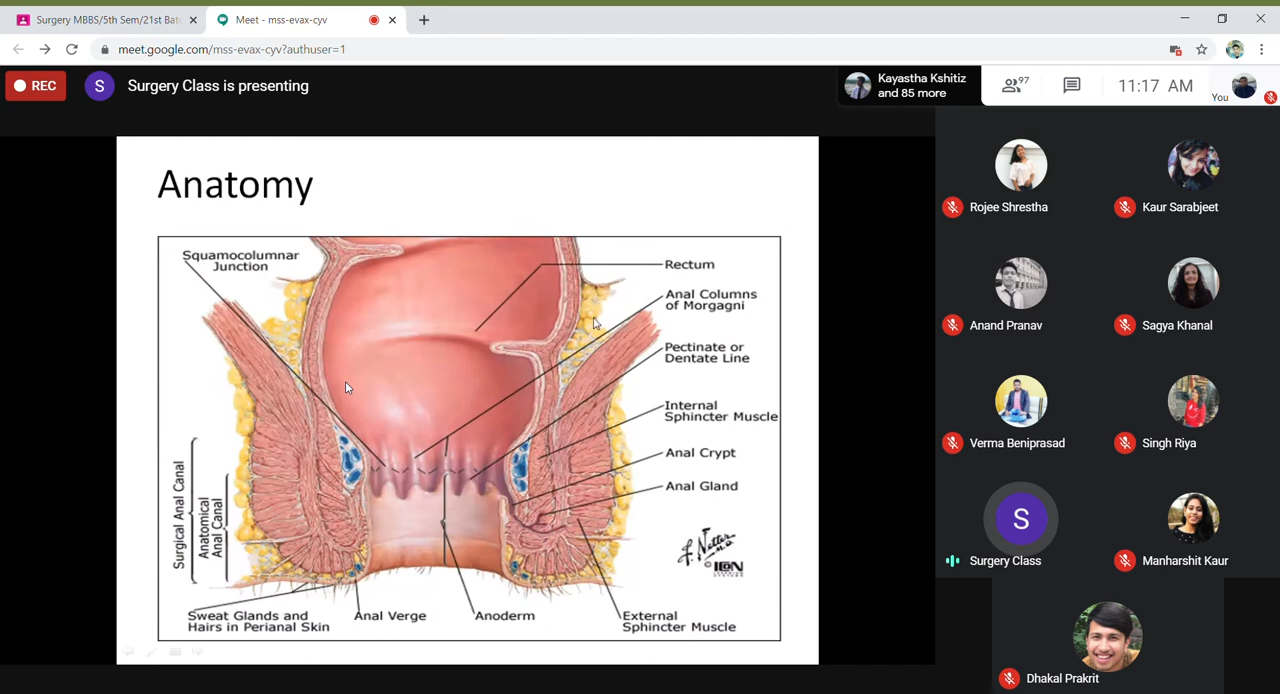 Surgery MBBS/5th Sem/21st Bat
Meet - mss-evax-cyv
meet.google.com/mss-evax-cyv?authuser=1
REC
S
Surgery Class is presenting
Kayastha Kshitiz
and 85 more
97
11:17 AM
You
Anatomy
Squamocolumnar
Junction
Rectum
Anal Columns
of Morgagni
Pectinate or
Dentate Line
Internal
Sphincter Muscle
Anal Crypt
Anal Gland
Surgical Anal Canal
Anatomical
Anal Canal
F. Netter
M.D.
© ICON
Sweat Glands and
Hairs in Perianal Skin
Anal Verge
Anoderm
External
Sphincter Muscle
Rojee Shrestha
Kaur Sarabjeet
Anand Pranav
Sagya Khanal
Verma Beniprasad
Singh Riya
S
Surgery Class
Manharshit Kaur
Dhakal Prakrit